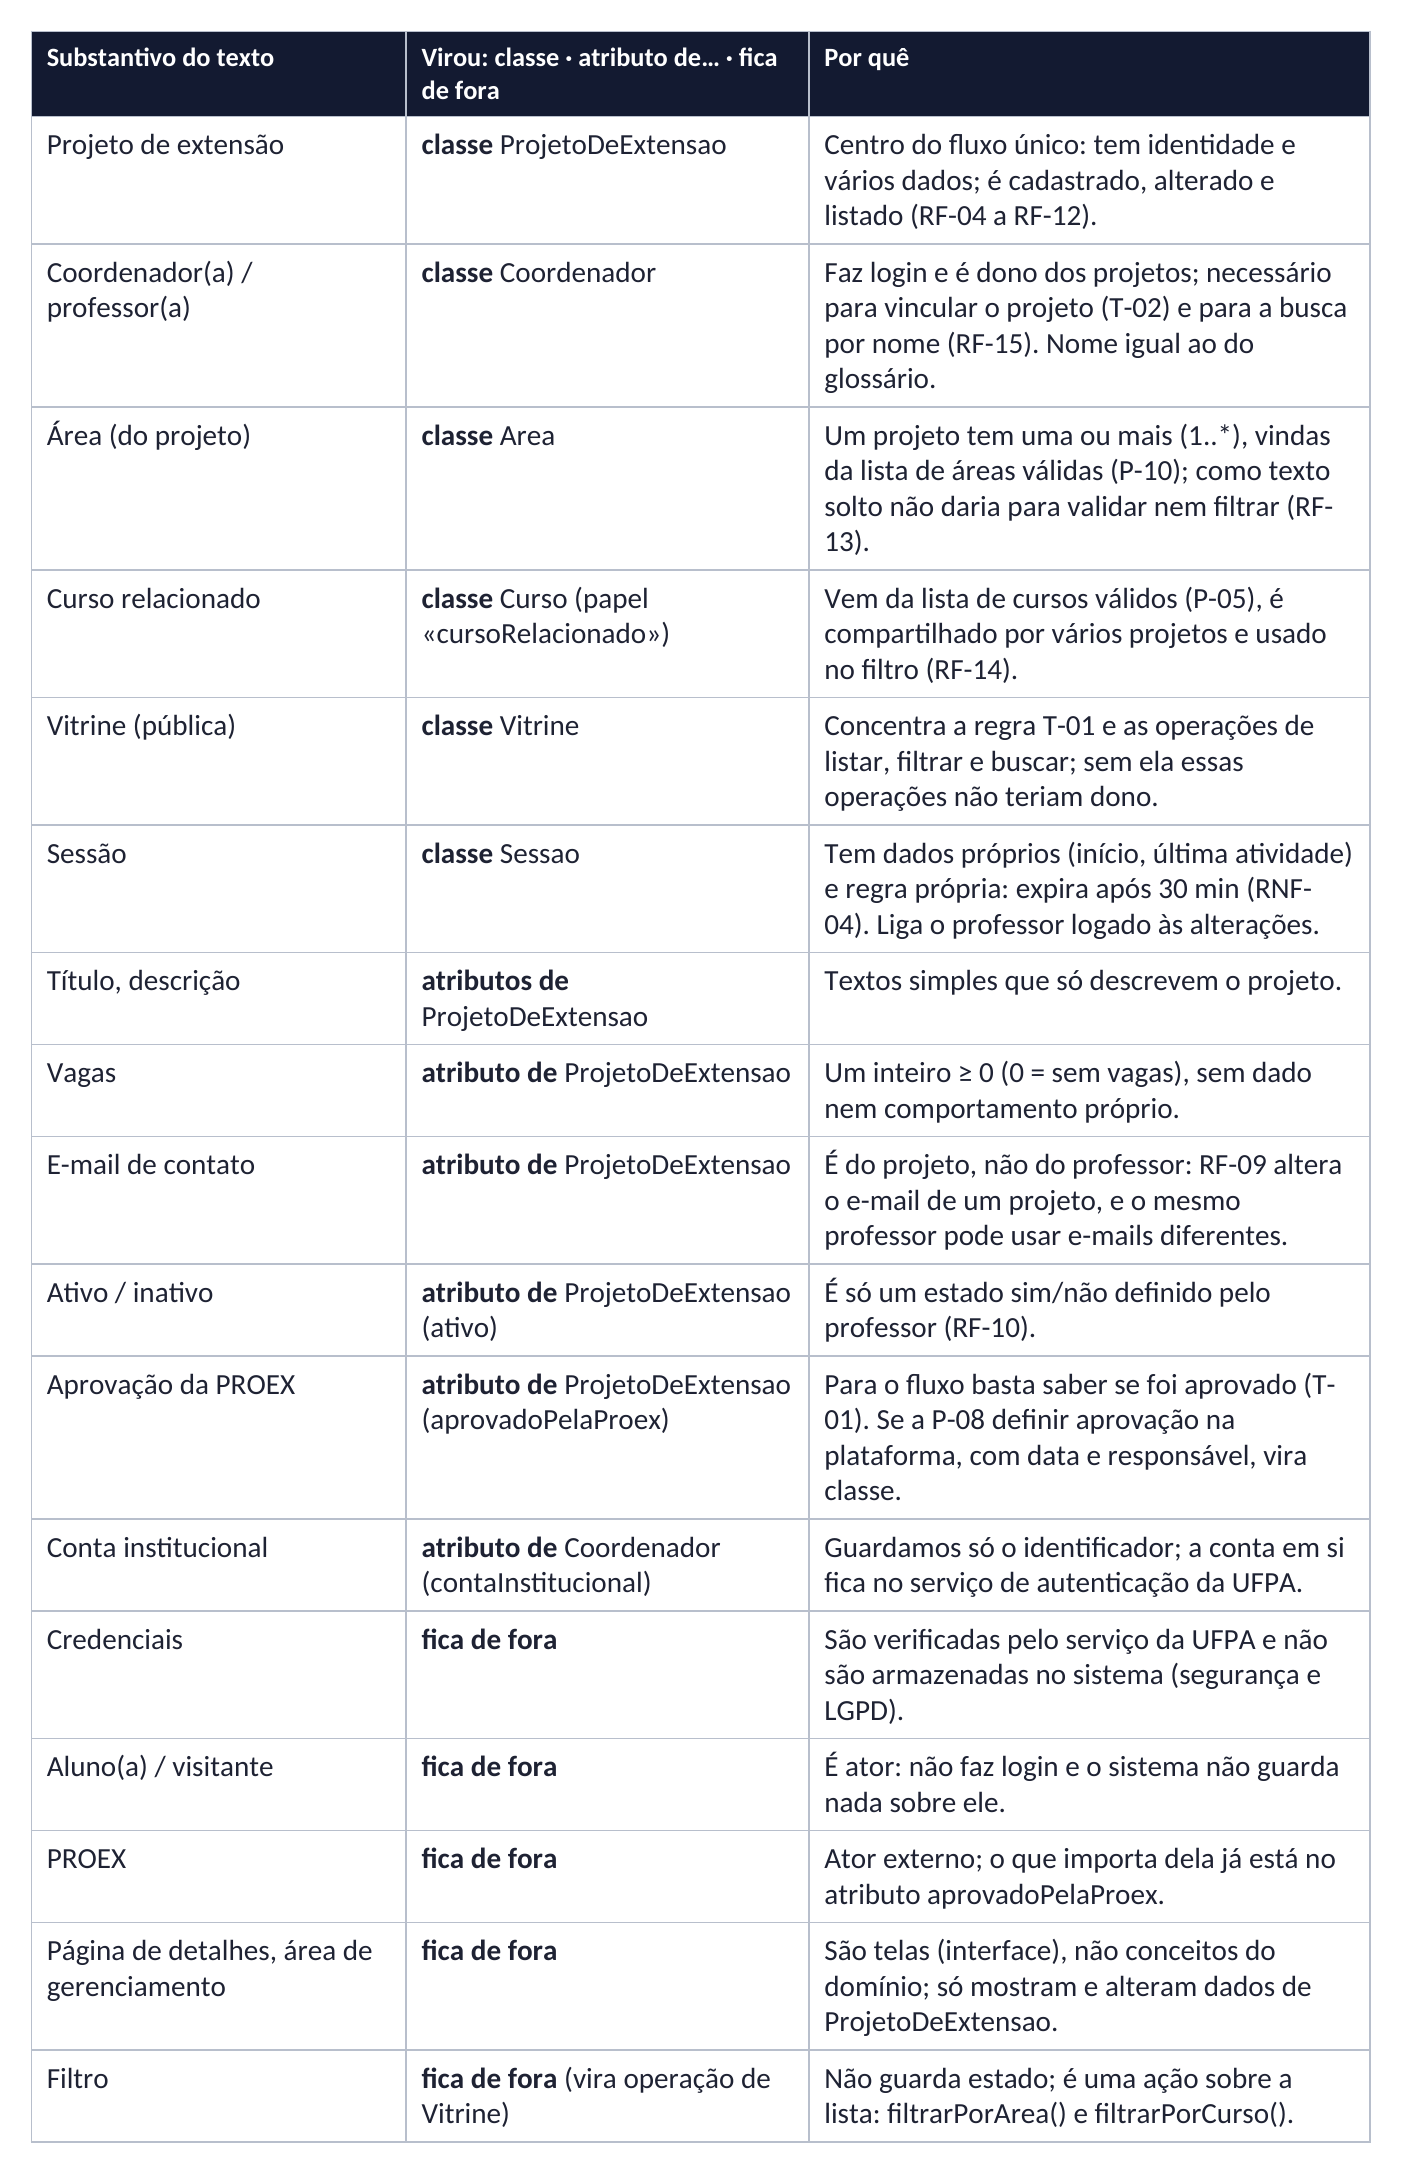 Substantivo do texto
Virou: classe · atributo de… · fica
de fora
Por quê
Projeto de extensão
classe ProjetoDeExtensao
Centro do fluxo único: tem identidade e
vários dados; é cadastrado, alterado e
listado (RF-04 a RF-12).
Coordenador(a) /
professor(a)
classe Coordenador
Faz login e é dono dos projetos; necessário
para vincular o projeto (T-02) e para a busca
por nome (RF-15). Nome igual ao do
glossário.
Área (do projeto)
classe Area
Um projeto tem uma ou mais (1..*), vindas
da lista de áreas válidas (P-10); como texto
solto não daria para validar nem filtrar (RF-
13).
Curso relacionado
classe Curso (papel
«cursoRelacionado»)
Vem da lista de cursos válidos (P-05), é
compartilhado por vários projetos e usado
no filtro (RF-14).
Vitrine (pública)
classe Vitrine
Concentra a regra T-01 e as operações de
listar, filtrar e buscar; sem ela essas
operações não teriam dono.
Sessão
classe Sessao
Tem dados próprios (início, última atividade)
e regra própria: expira após 30 min (RNF-
04). Liga o professor logado às alterações.
Título, descrição
atributos de
ProjetoDeExtensao
Textos simples que só descrevem o projeto.
Vagas
atributo de ProjetoDeExtensao
Um inteiro ≥ 0 (0 = sem vagas), sem dado
nem comportamento próprio.
E-mail de contato
atributo de ProjetoDeExtensao
É do projeto, não do professor: RF-09 altera
o e-mail de um projeto, e o mesmo
professor pode usar e-mails diferentes.
Ativo / inativo
atributo de ProjetoDeExtensao
(ativo)
É só um estado sim/não definido pelo
professor (RF-10).
Aprovação da PROEX
atributo de ProjetoDeExtensao
(aprovadoPelaProex)
Para o fluxo basta saber se foi aprovado (T-
01). Se a P-08 definir aprovação na
plataforma, com data e responsável, vira
classe.
Conta institucional
atributo de Coordenador
(contaInstitucional)
Guardamos só o identificador; a conta em si
fica no serviço de autenticação da UFPA.
Credenciais
fica de fora
São verificadas pelo serviço da UFPA e não
são armazenadas no sistema (segurança e
LGPD).
Aluno(a) / visitante
fica de fora
É ator: não faz login e o sistema não guarda
nada sobre ele.
PROEX
fica de fora
Ator externo; o que importa dela já está no
atributo aprovadoPelaProex.
Página de detalhes, área de
gerenciamento
fica de fora
São telas (interface), não conceitos do
domínio; só mostram e alteram dados de
ProjetoDeExtensao.
Filtro
fica de fora (vira operação de
Vitrine)
Não guarda estado; é uma ação sobre a
lista: filtrarPorArea() e filtrarPorCurso().